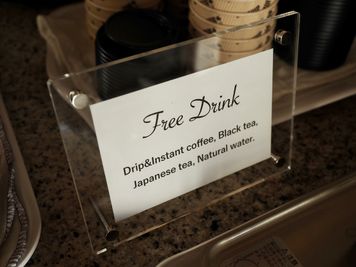 Free Drink
Drip&Instant coffee, Black tea,
Japanese tea, Natural water.